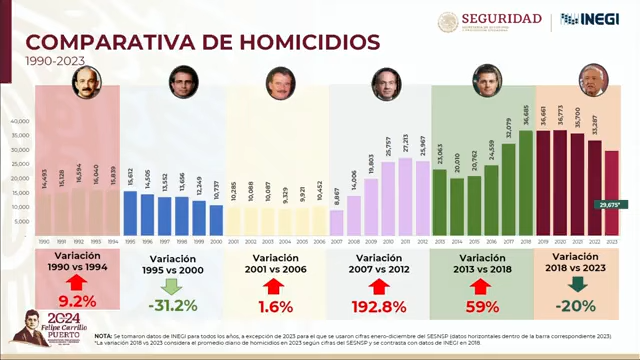 SEGURIDAD
INEGI
COMPARATIVA DE HOMICIDIOS
1990-2023
40,000
35,000
30,000
25,000
20,000
15,000
10,000
5,000
14,493 15,128 16,594 16,040 15,839
15,612 14,505 13,552 13,656 12,249 10,737
10,285 10,088 10,087 9,329 9,921 10,452
8,867 14,006 19,803 25,757 27,213 25,967
23,063 20,010 20,762 24,559 32,079 36,685
36,661 36,773 35,700 33,287 29,675*
1990 1991 1992 1993 1994 1995 1996 1997 1998 1999 2000 2001 2002 2003 2004 2005 2006 2007 2008 2009 2010 2011 2012 2013 2014 2015 2016 2017 2018 2019 2020 2021 2022 2023
Variación
1990 vs 1994
9.2%
Variación
1995 vs 2000
-31.2%
Variación
2001 vs 2006
1.6%
Variación
2007 vs 2012
192.8%
Variación
2013 vs 2018
59%
Variación
2018 vs 2023
-20%
2024
Felipe Carrillo
PUERTO
NOTA: Se tomaron datos de INEGI para todos los años, a excepción de 2023 para el que se usaron cifras enero-diciembre del SESNSP (datos horizontales dentro de la barra correspondiente 2023).
*La variación 2018 vs 2023 considera el promedio diario de homicidios en 2023 según cifras del SESNSP y se contrasta con datos de INEGI en 2018.